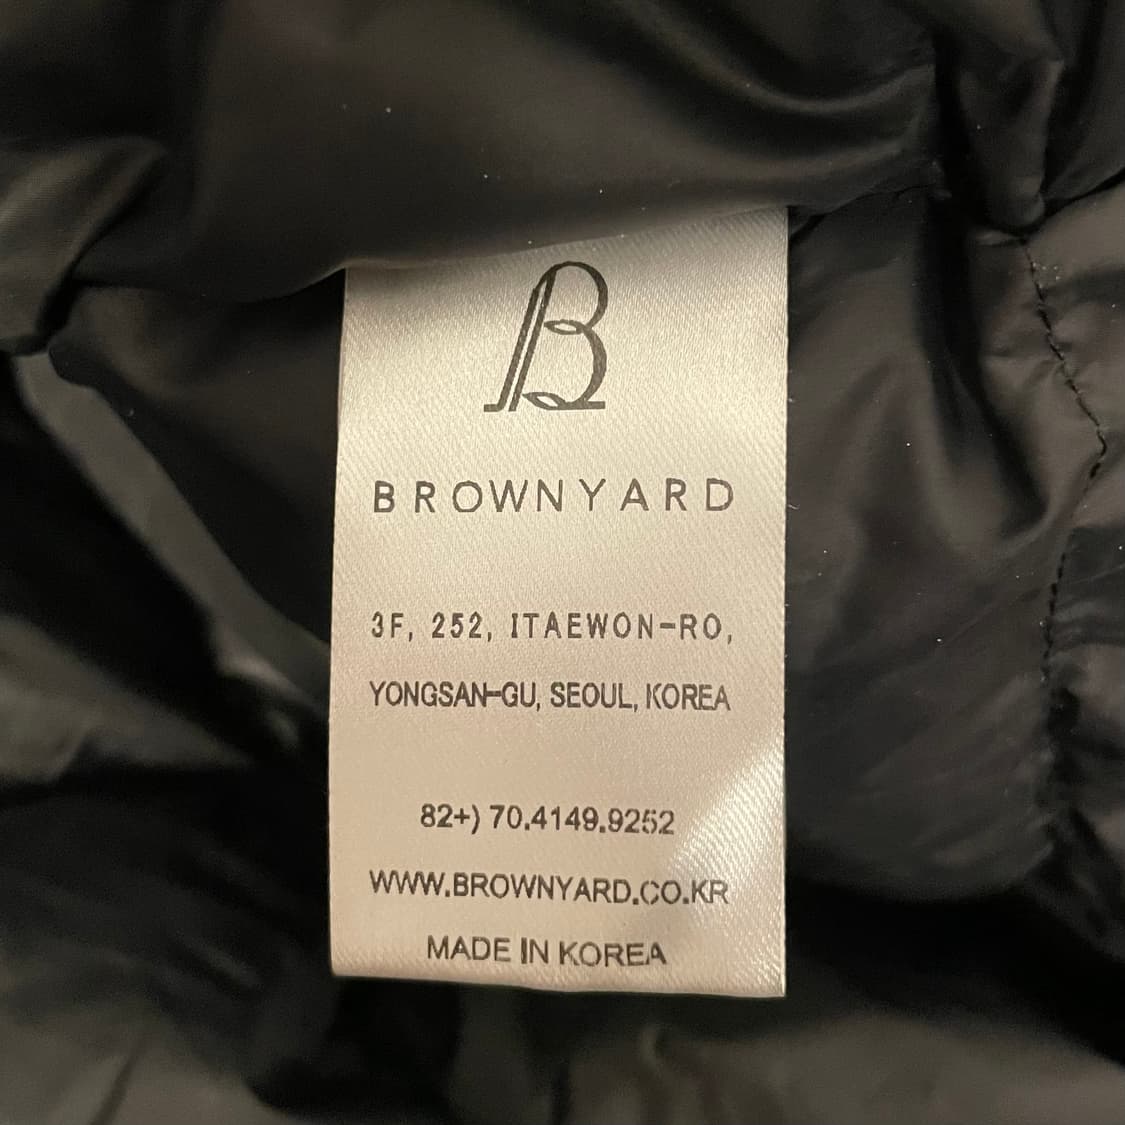 B
BROWNYARD
3F, 252, ITAEWON-RO,
YONGSAN-GU, SEOUL, KOREA
82+) 70.4149.9252
WWW.BROWNYARD.CO.KR
MADE IN KOREA